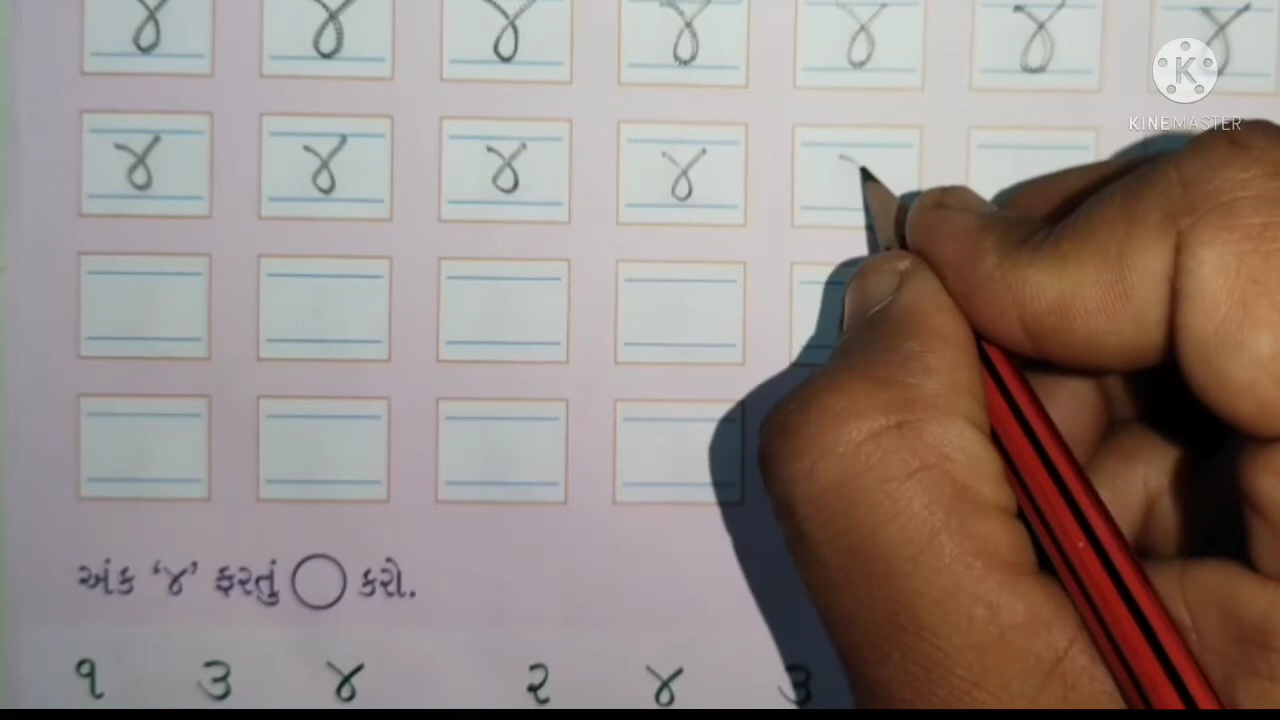 ૪ ૪ ૪ ૪ ૪ ૪ ૪
K
KINEMASTER
૪ ૪ ૪ ૪
અંક ‘૪’ ફરતું ◯ કરો.
૧ ૩ ૪ ૨ ૪ ૩